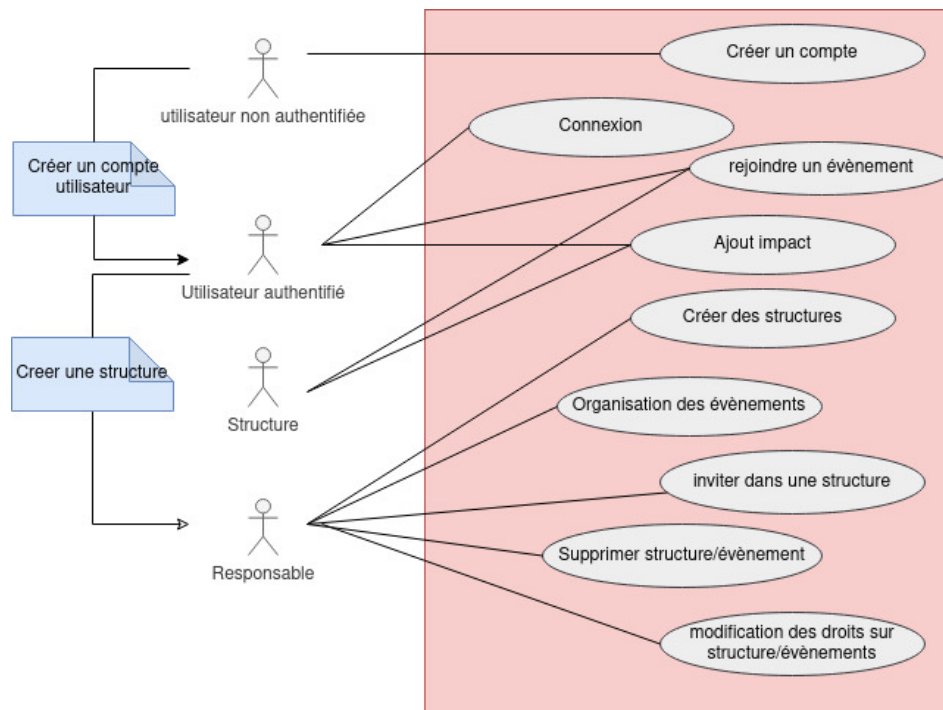 Créer un compte
utilisateur non authentifiée
Connexion
rejoindre un évènement
Créer un compte
utilisateur
Ajout impact
Utilisateur authentifié
Créer des structures
Creer une structure
Structure
Organisation des évènements
inviter dans une structure
Supprimer structure/évènement
Responsable
modification des droits sur
structure/évènements